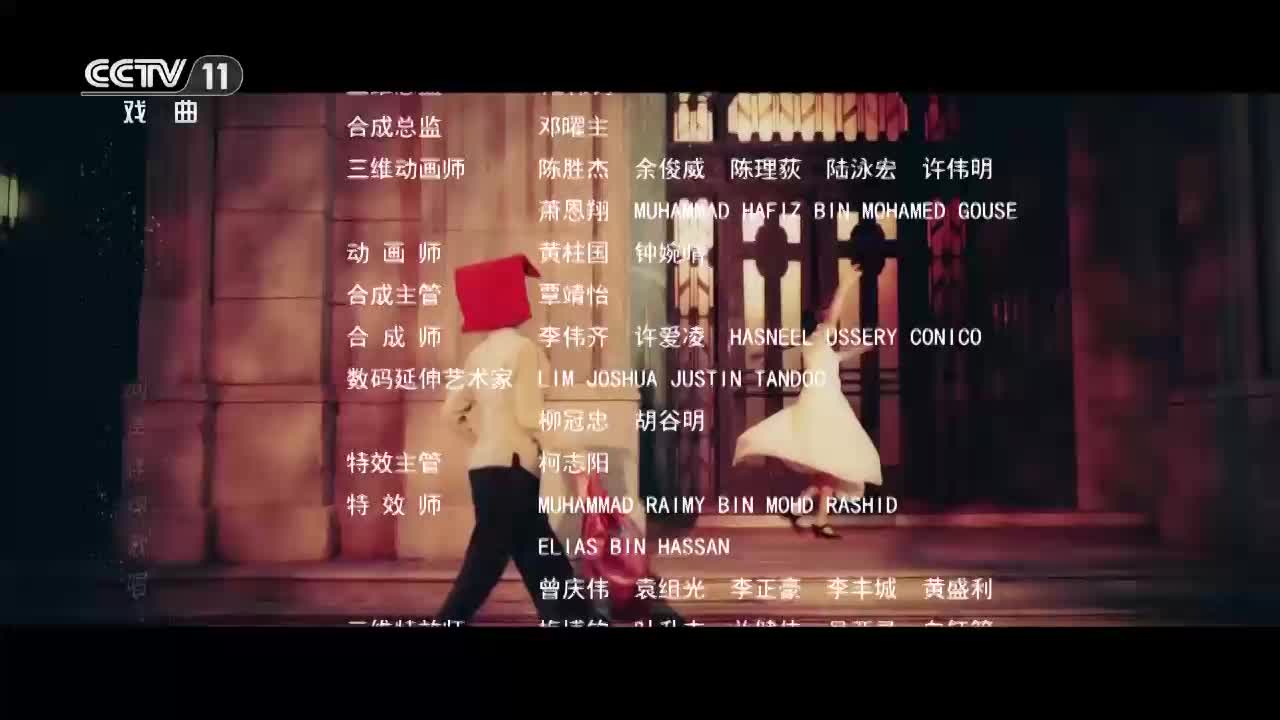 CCTV 11
戏 曲
合成总监 邓曜主
三维动画师 陈胜杰 余俊威 陈理荻 陆泳宏 许伟明
萧恩翔 MUHAMMAD HAFIZ BIN MOHAMED GOUSE
动 画 师 黄柱国 钟婉情
合成主管 覃靖怡
合 成 师 李伟齐 许爱凌 HASNEEL USSERY CONICO
数码延伸艺术家 LIM JOSHUA JUSTIN TANDOO
柳冠忠 胡谷明
特效主管 柯志阳
特 效 师 MUHAMMAD RAIMY BIN MOHD RASHID
ELIAS BIN HASSAN
曾庆伟 袁组光 李正豪 李丰城 黄盛利